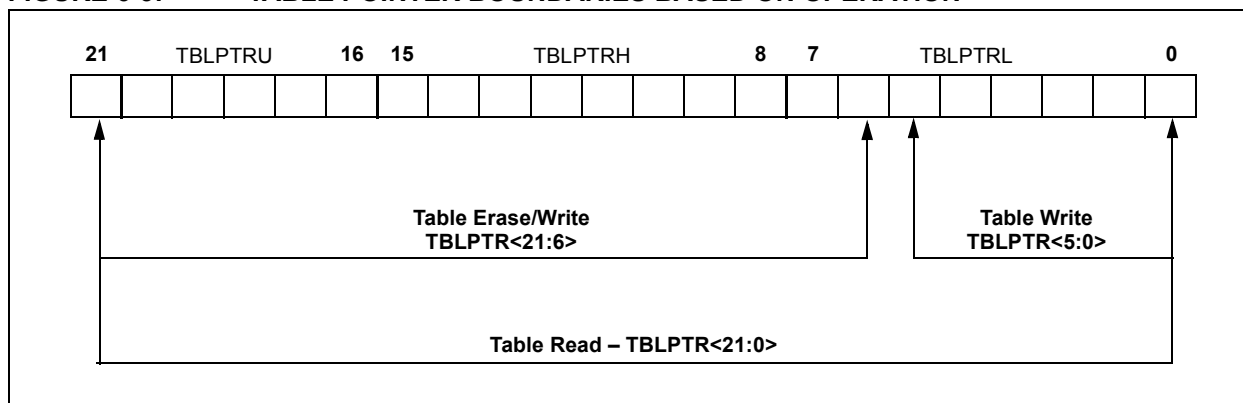 21 TBLPTRU 16 15 TBLPTRH 8 7 TBLPTRL 0
Table Erase/Write
TBLPTR<21:6>
Table Write
TBLPTR<5:0>
Table Read – TBLPTR<21:0>